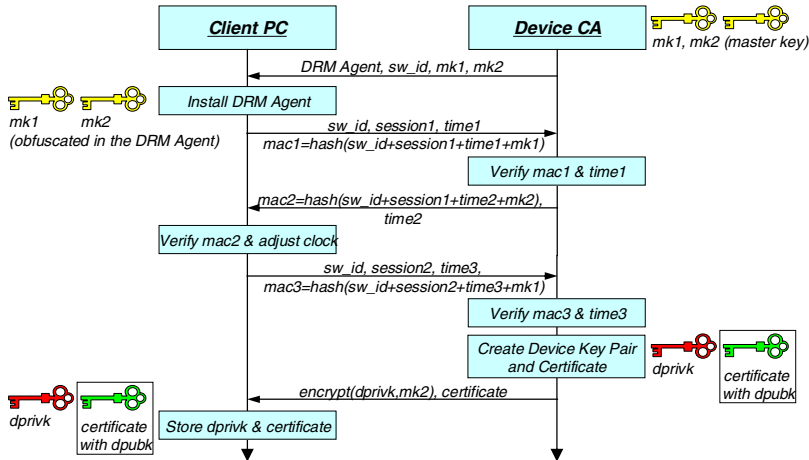 Client PC
Device CA
mk1, mk2 (master key)
DRM Agent, sw_id, mk1, mk2
Install DRM Agent
mk1
mk2
(obfuscated in the DRM Agent)
sw_id, session1, time1
mac1=hash(sw_id+session1+time1+mk1)
Verify mac1 & time1
mac2=hash(sw_id+session1+time2+mk2),
time2
Verify mac2 & adjust clock
sw_id, session2, time3,
mac3=hash(sw_id+session2+time3+mk1)
Verify mac3 & time3
Create Device Key Pair
and Certificate
dprivk
certificate
with dpubk
encrypt(dprivk,mk2), certificate
dprivk
certificate
with dpubk
Store dprivk & certificate